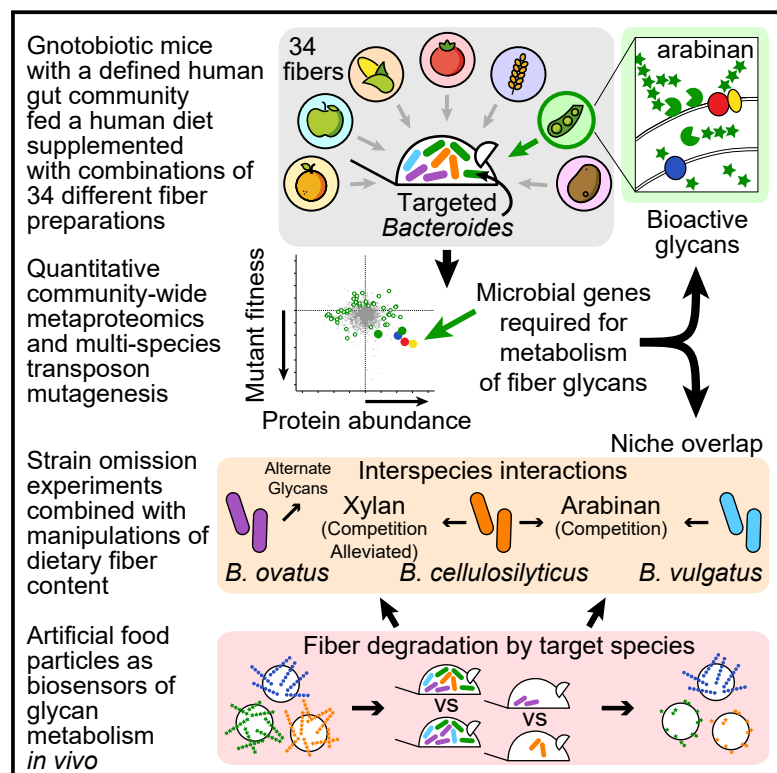 Gnotobiotic mice
with a defined human
gut community
fed a human diet
supplemented
with combinations of
34 different fiber
preparations
34
fibers
Targeted
Bacteroides
arabinan
Bioactive
glycans
Quantitative
community-wide
metaproteomics
and multi-species
transposon
mutagenesis
Mutant fitness
Protein abundance
Microbial genes
required for
metabolism
of fiber glycans
Niche overlap
Strain omission
experiments
combined with
manipulations of
dietary fiber
content
Interspecies interactions
Alternate
Glycans
Xylan
(Competition
Alleviated)
Arabinan
(Competition)
B. ovatus
B. cellulosilyticus
B. vulgatus
Artificial food
particles as
biosensors of
glycan
metabolism
in vivo
Fiber degradation by target species
VS
VS